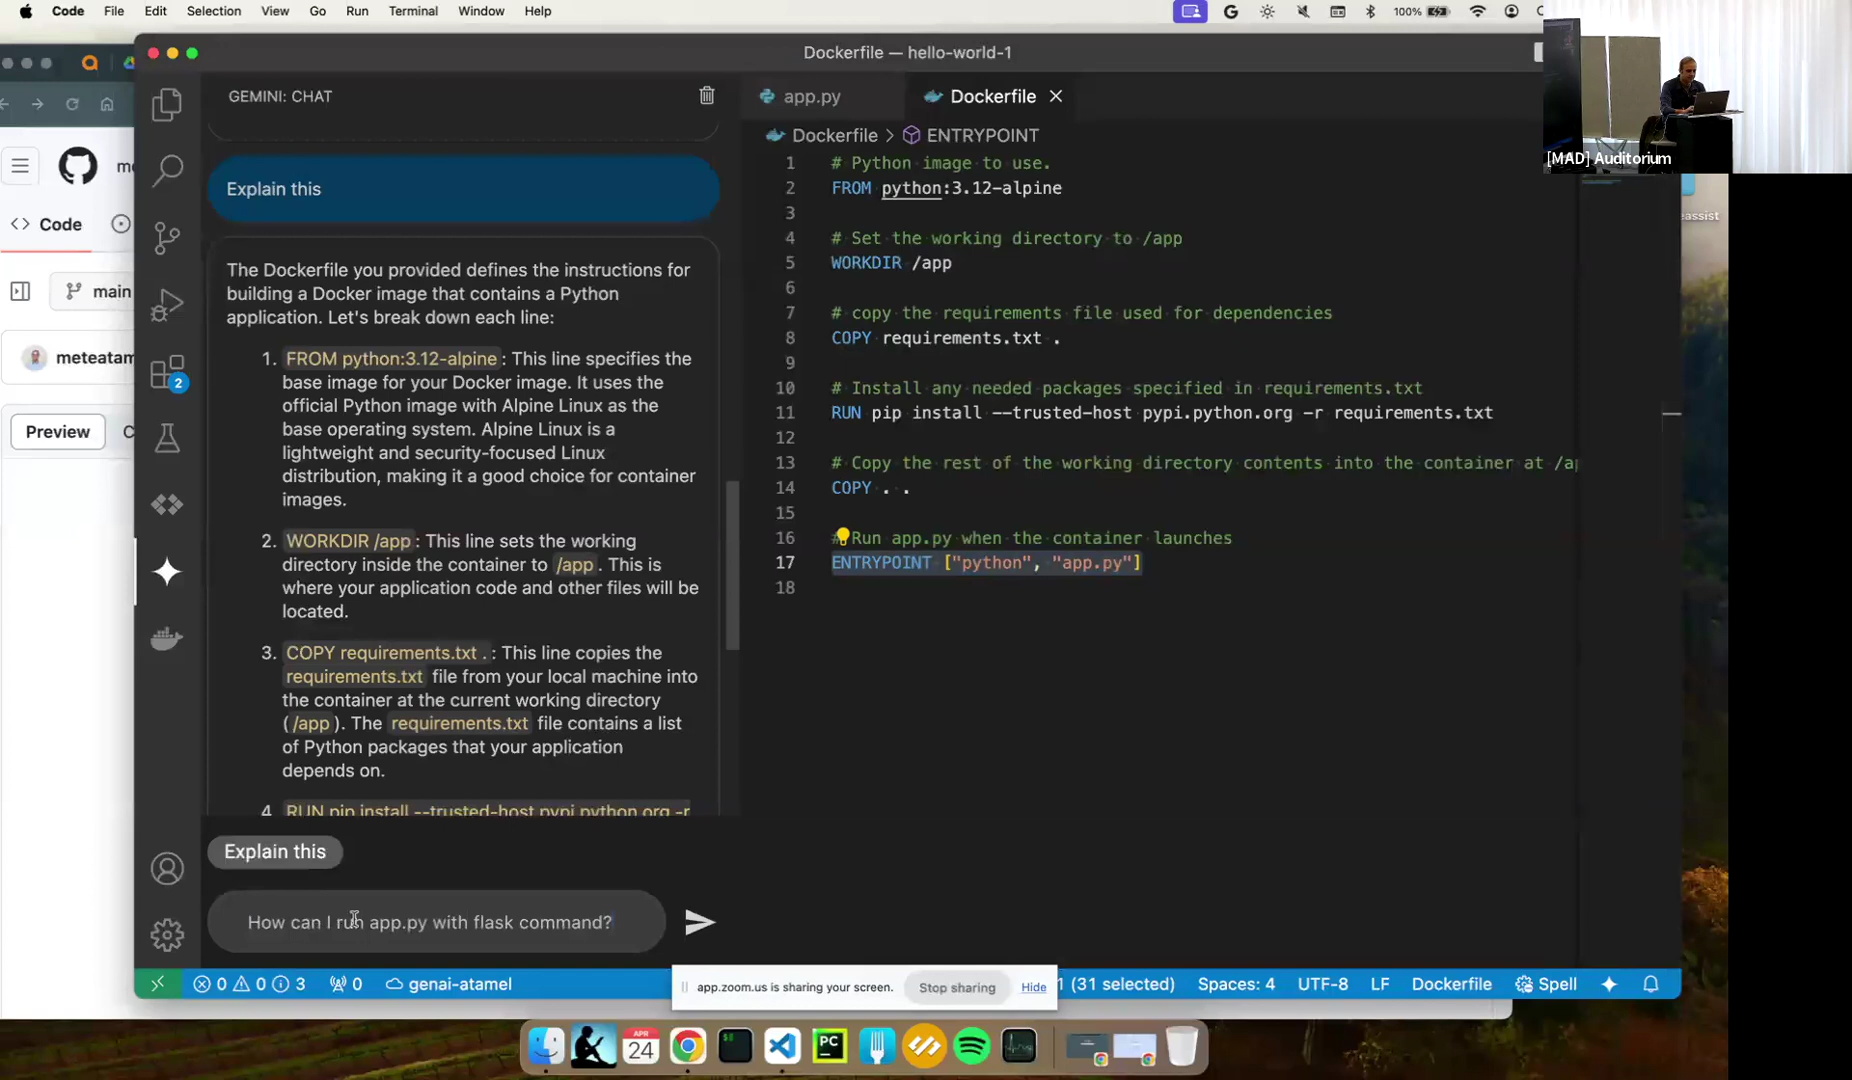 Code File Edit Selection View Go Run Terminal Window Help
100%
Dockerfile — hello-world-1
[MAD] Auditorium
GEMINI: CHAT
Explain this
The Dockerfile you provided defines the instructions for
building a Docker image that contains a Python
application. Let's break down each line:
1. FROM python:3.12-alpine : This line specifies the
base image for your Docker image. It uses the
official Python image with Alpine Linux as the
base operating system. Alpine Linux is a
lightweight and security-focused Linux
distribution, making it a good choice for container
images.
2. WORKDIR /app : This line sets the working
directory inside the container to /app . This is
where your application code and other files will be
located.
3. COPY requirements.txt . : This line copies the
requirements.txt file from your local machine into
the container at the current working directory
( /app ). The requirements.txt file contains a list
of Python packages that your application
depends on.
4. RUN pip install --trusted-host pypi.python.org -r
Explain this
How can I run app.py with flask command?
app.py Dockerfile
Dockerfile > ENTRYPOINT
1 # Python image to use.
2 FROM python:3.12-alpine
3
4 # Set the working directory to /app
5 WORKDIR /app
6
7 # copy the requirements file used for dependencies
8 COPY requirements.txt .
9
10 # Install any needed packages specified in requirements.txt
11 RUN pip install --trusted-host pypi.python.org -r requirements.txt
12
13 # Copy the rest of the working directory contents into the container at /ap
14 COPY . .
15
16 # Run app.py when the container launches
17 ENTRYPOINT ["python", "app.py"]
18
me
Code
main
meteatam
Preview C
2
eassist
0 0 3 0 genai-atamel
app.zoom.us is sharing your screen. Stop sharing Hide
(31 selected) Spaces: 4 UTF-8 LF Dockerfile Spell
APR
24
PC